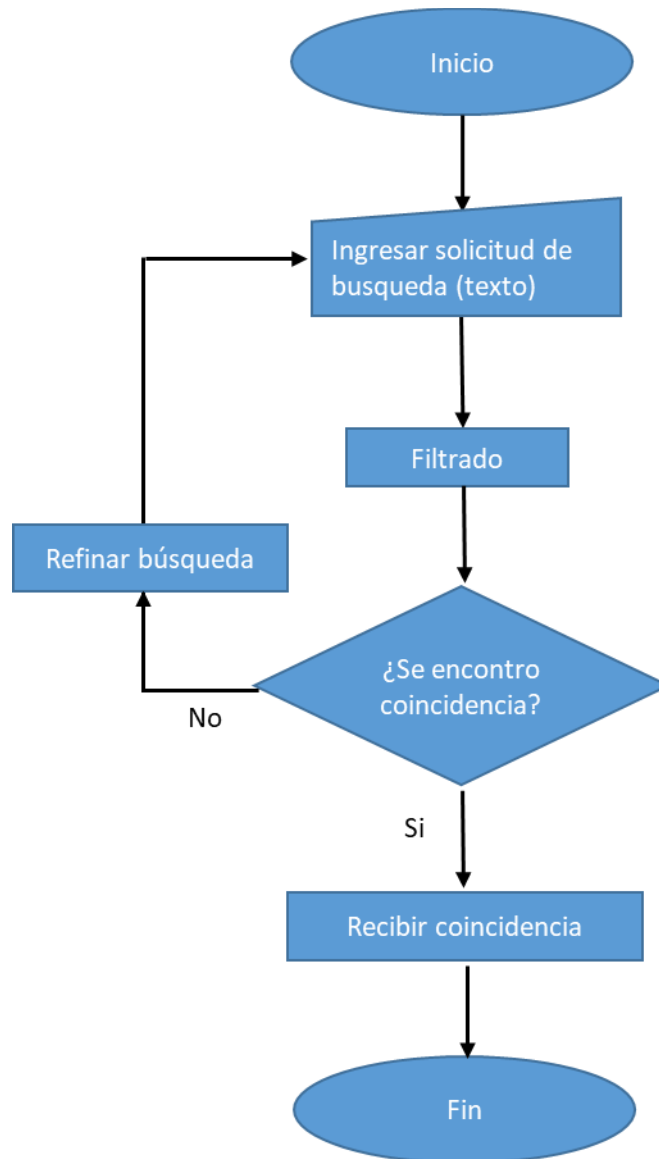 Inicio
Ingresar solicitud de
busqueda (texto)
Filtrado
Refinar búsqueda
¿Se encontro
coincidencia?
No
Si
Recibir coincidencia
Fin